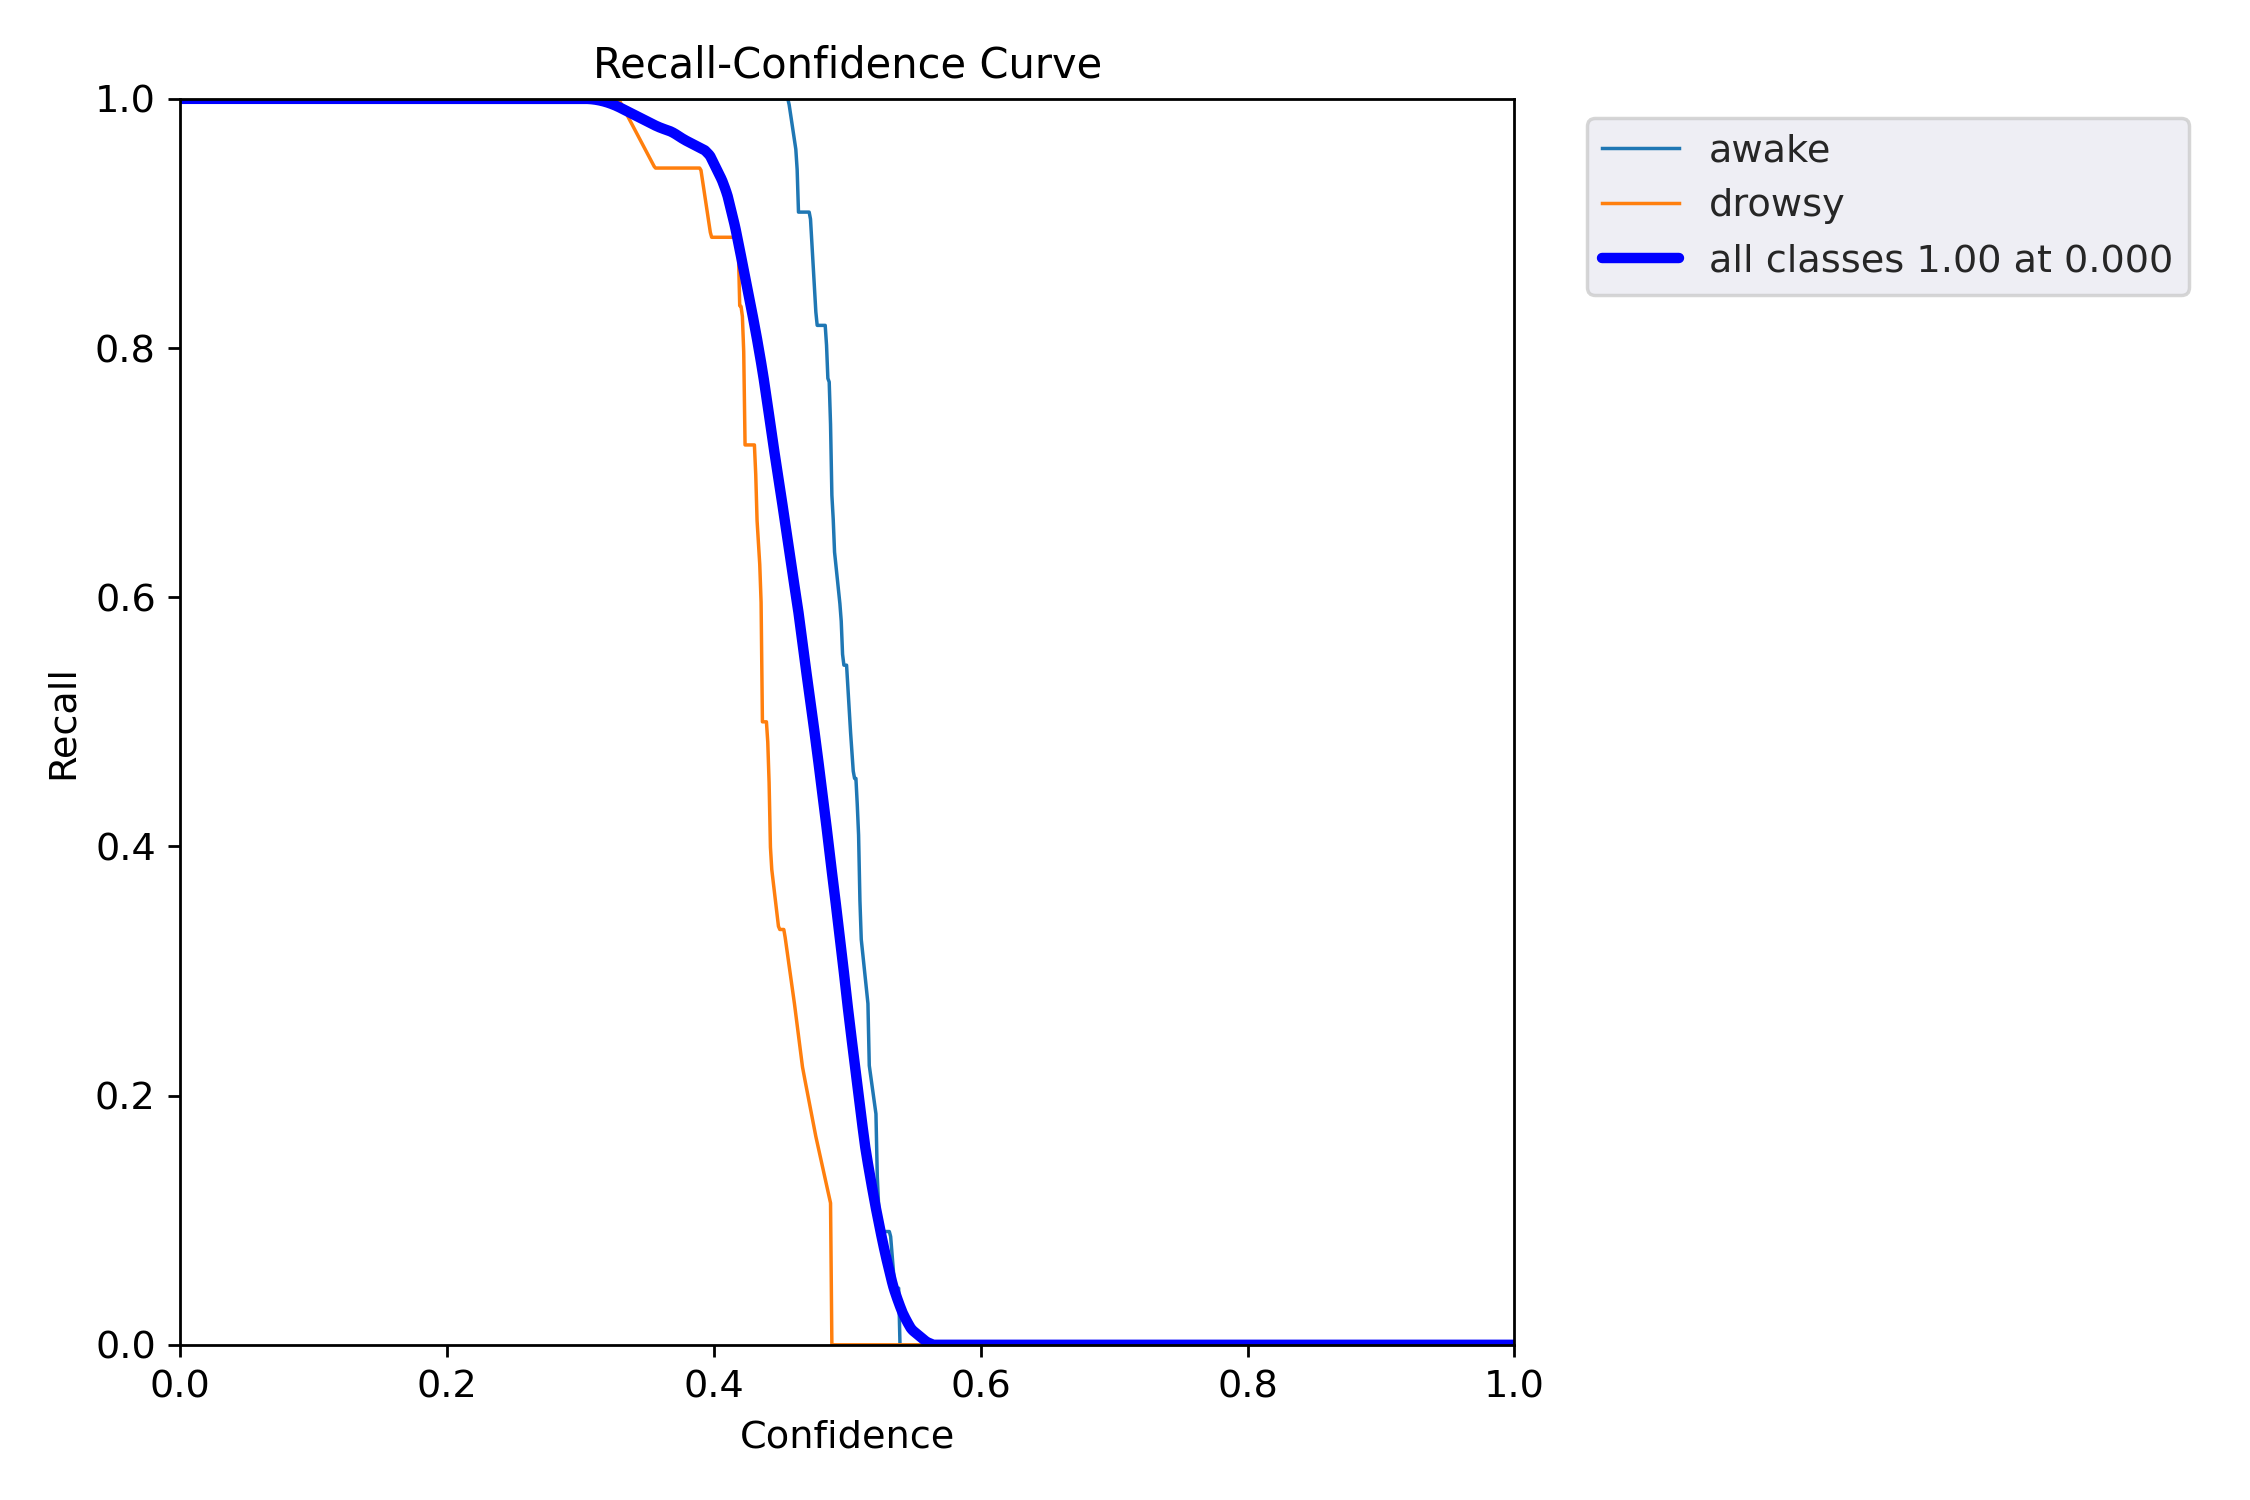 Recall-Confidence Curve
1.0
0.8
0.6
0.4
0.2
0.0
Recall
0.0 0.2 0.4 0.6 0.8 1.0
Confidence
awake
drowsy
all classes 1.00 at 0.000